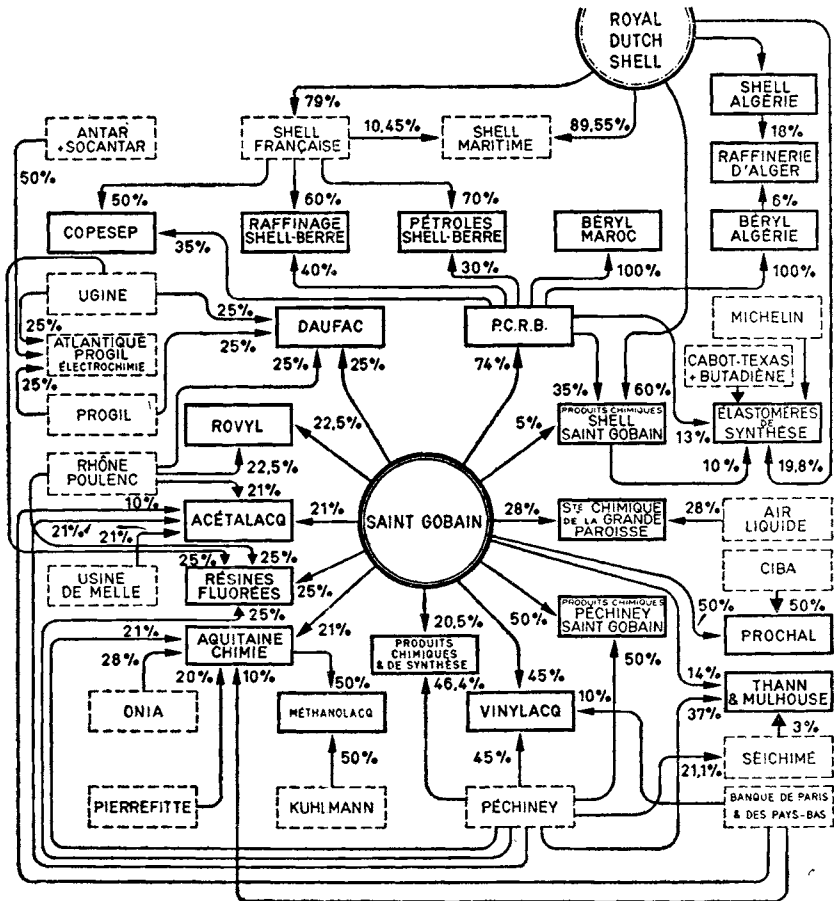 ROYAL
DUTCH
SHELL
79%
SHELL
ALGÉRIE
ANTAR
+SOCANTAR
SHELL
FRANÇAISE
10,45%
SHELL
MARITIME
89,55%
18%
RAFFINERIE
D'ALGER
50%
50%
60%
70%
6%
COPESEP
RAFFINAGE
SHELL-BERRE
PÉTROLES
SHELL-BERRE
BÉRYL
MAROC
BÉRYL
ALGÉRIE
35%
40%
30%
100%
100%
UGINE
25%
DAUFAC
P.C.R.B.
MICHELIN
25%
ATLANTIQUE
PROGIL
ÉLECTROCHIMIE
25%
25%
25%
25%
74%
35%
60%
CABOT-TEXAS
+ BUTADIÈNE
PROGIL
ROVYL
22,5%
5%
PRODUITS CHIMIQUES
SHELL
SAINT GOBAIN
13%
ÉLASTOMÈRES
DE
SYNTHÈSE
10%
19,8%
RHÔNE
POULENC
22,5%
21%
10%
ACÉTALACQ
21%
SAINT GOBAIN
28%
STÉ CHIMIQUE
DE LA GRANDE
PAROISSE
28%
AIR
LIQUIDE
21%
21%
USINE
DE MELLE
25%
25%
RÉSINES
FLUORÉES
25%
25%
CIBA
50%
50%
PROCHAL
21%
AQUITAINE
CHIMIE
21%
20,5%
50%
PRODUITS CHIMIQUES
PÉCHINEY
SAINT GOBAIN
28%
20%
10%
PRODUITS
CHIMIQUES
& DE SYNTHÈSE
50%
14%
THANN
& MULHOUSE
ONIA
50%
MÉTHANOLACQ
46,4%
45%
VINYLACQ
10%
37%
3%
50%
45%
21,1%
SÉICHIMÉ
PIERREFITTE
KUHLMANN
PÉCHINEY
BANQUE DE PARIS
& DES PAYS-BAS